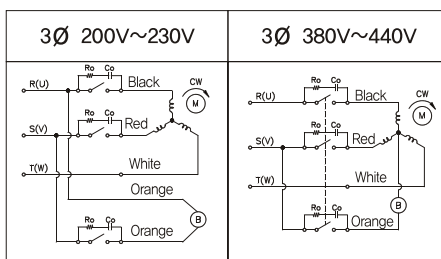 3Ø 200V～230V
Ro Co
R(U) Black
CW
M
Ro Co
S(V) Red
T(W) White
Orange
B
Ro Co
Orange
3Ø 380V～440V
Ro Co
R(U) Black
CW
M
Ro Co
S(V) Red
T(W) White
B
Ro Co
Orange